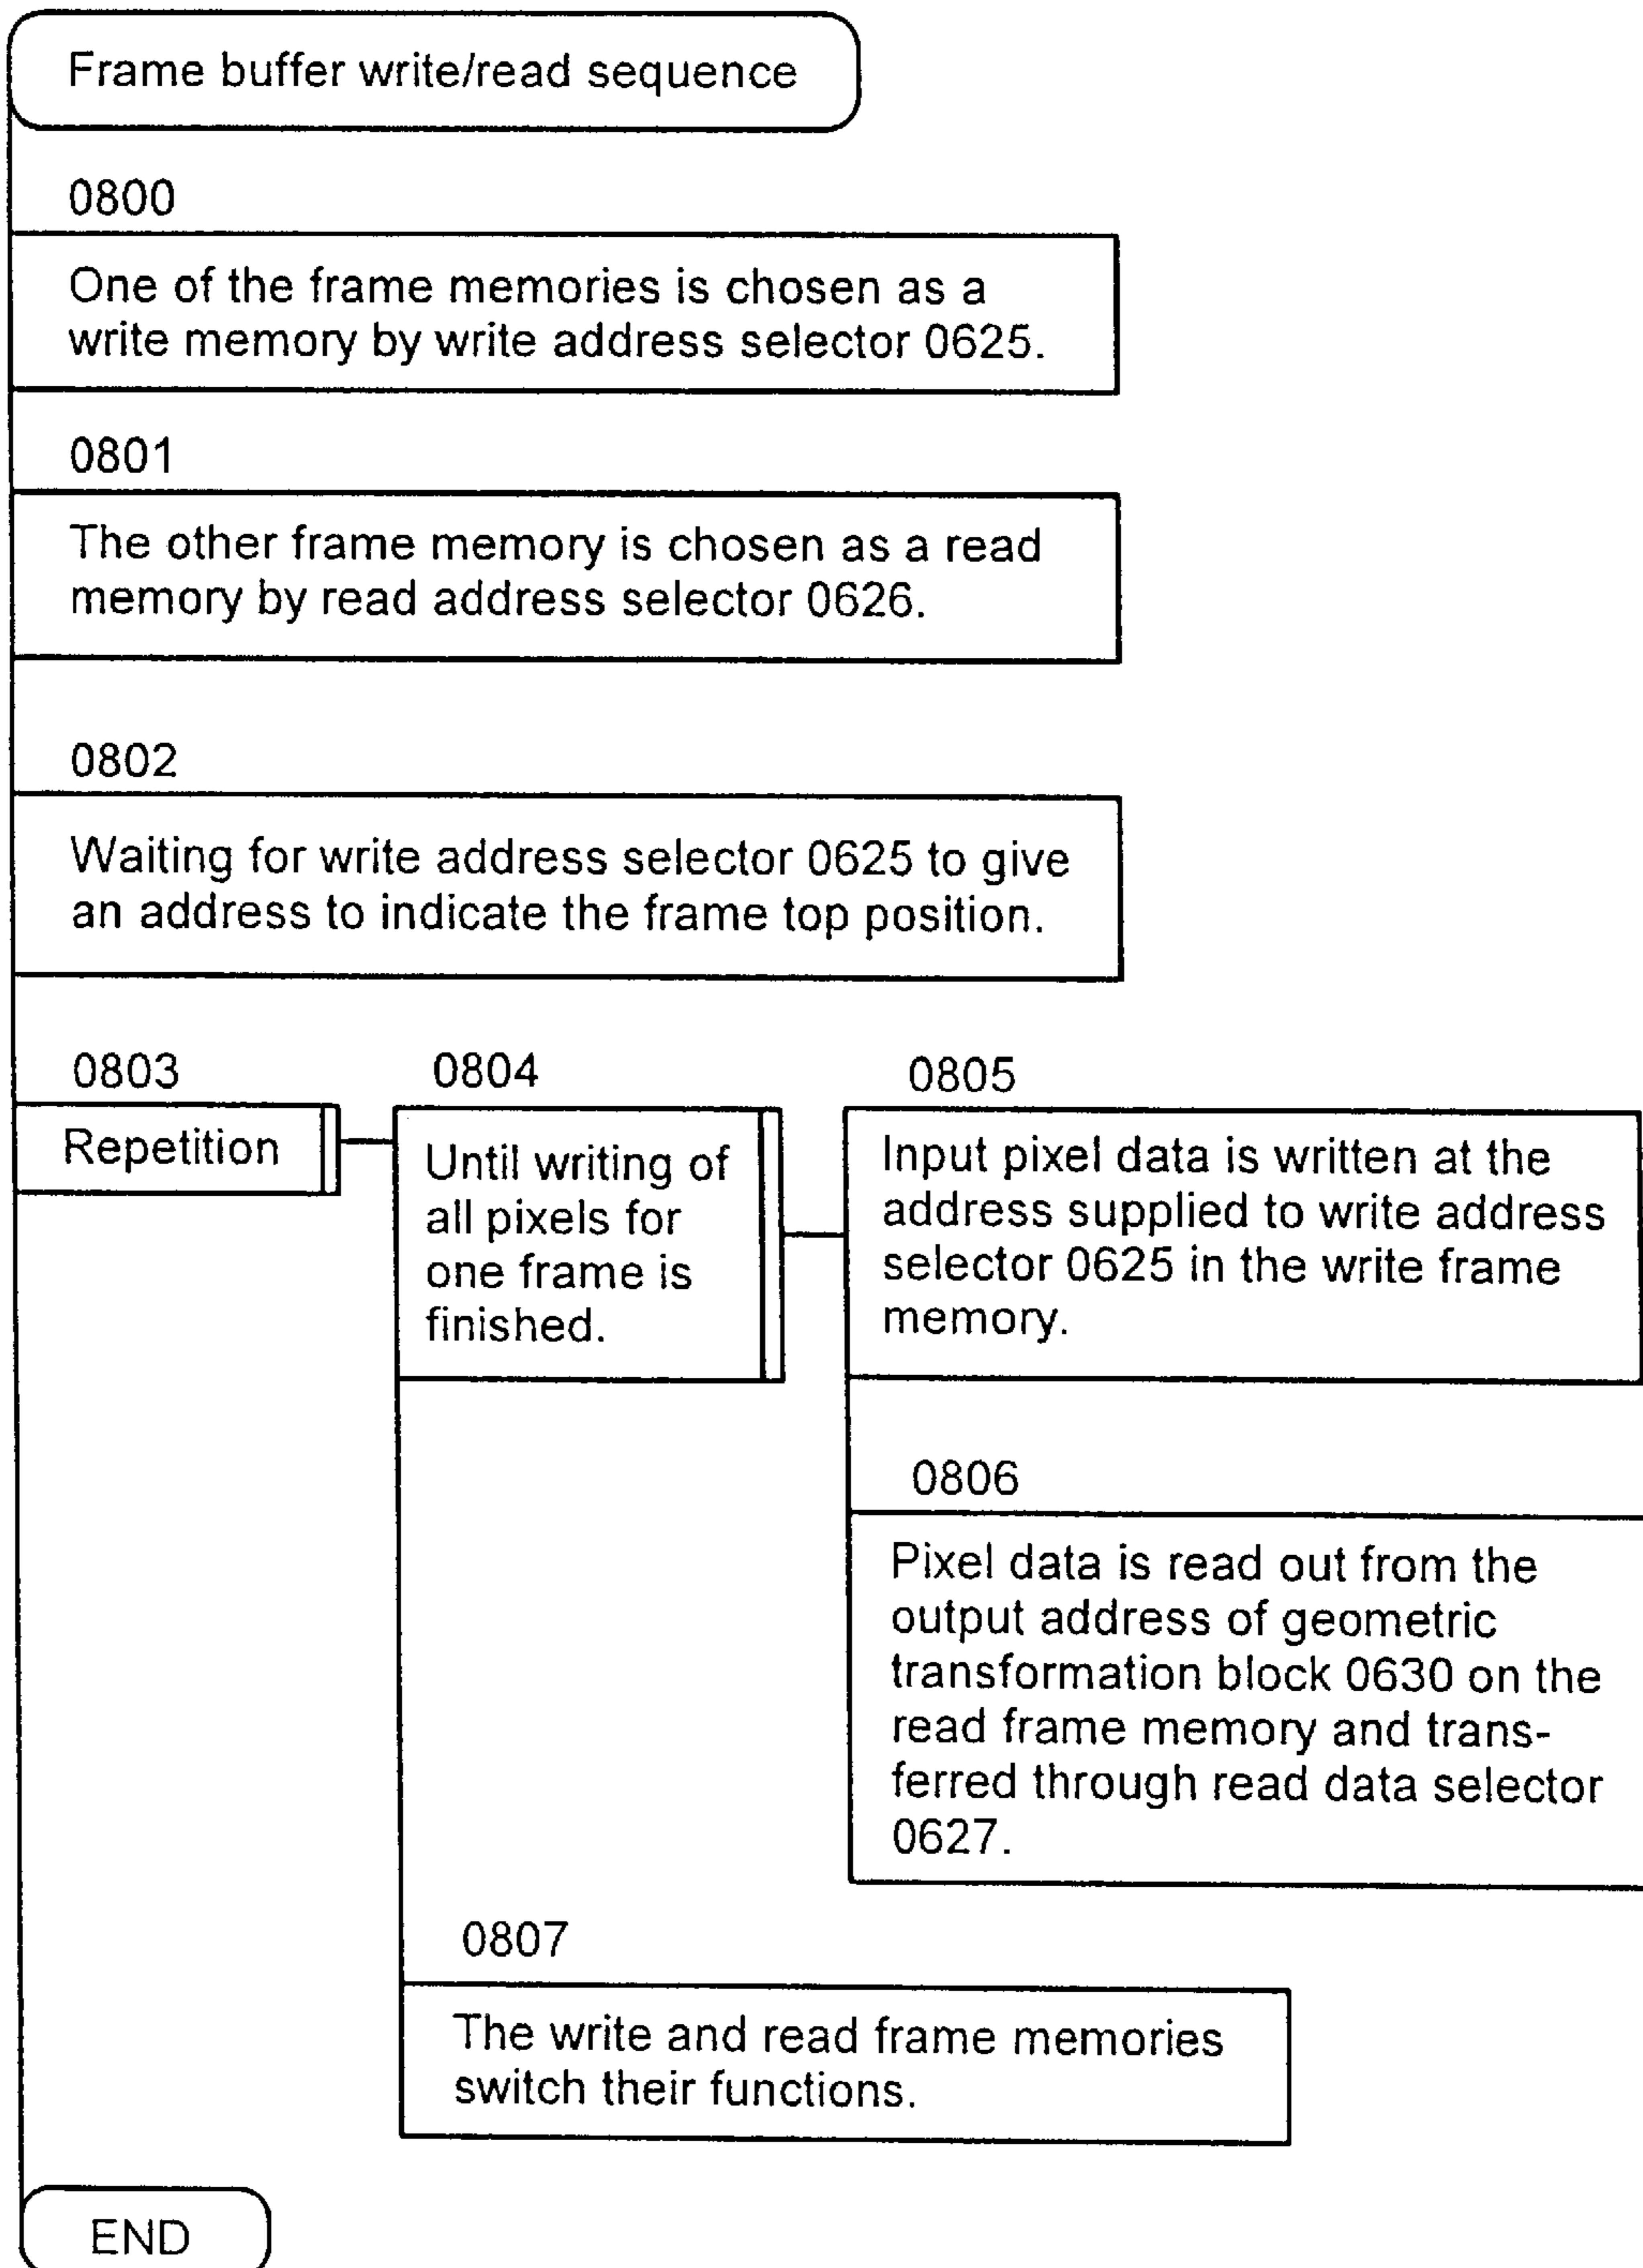 Frame buffer write/read sequence
0800
One of the frame memories is chosen as a
write memory by write address selector 0625.
0801
The other frame memory is chosen as a read
memory by read address selector 0626.
0802
Waiting for write address selector 0625 to give
an address to indicate the frame top position.
0803
Repetition
0804
Until writing of
all pixels for
one frame is
finished.
0805
Input pixel data is written at the
address supplied to write address
selector 0625 in the write frame
memory.
0806
Pixel data is read out from the
output address of geometric
transformation block 0630 on the
read frame memory and trans-
ferred through read data selector
0627.
0807
The write and read frame memories
switch their functions.
END